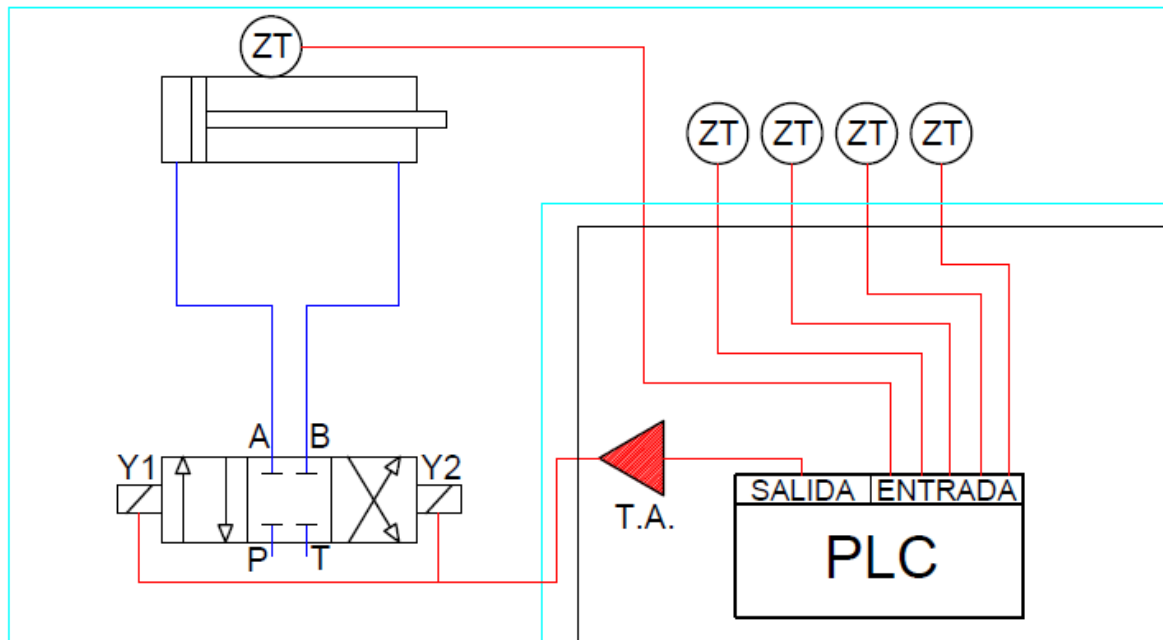 ZT
ZT ZT ZT ZT
A B
Y1 Y2
P T
T.A.
SALIDA ENTRADA
PLC